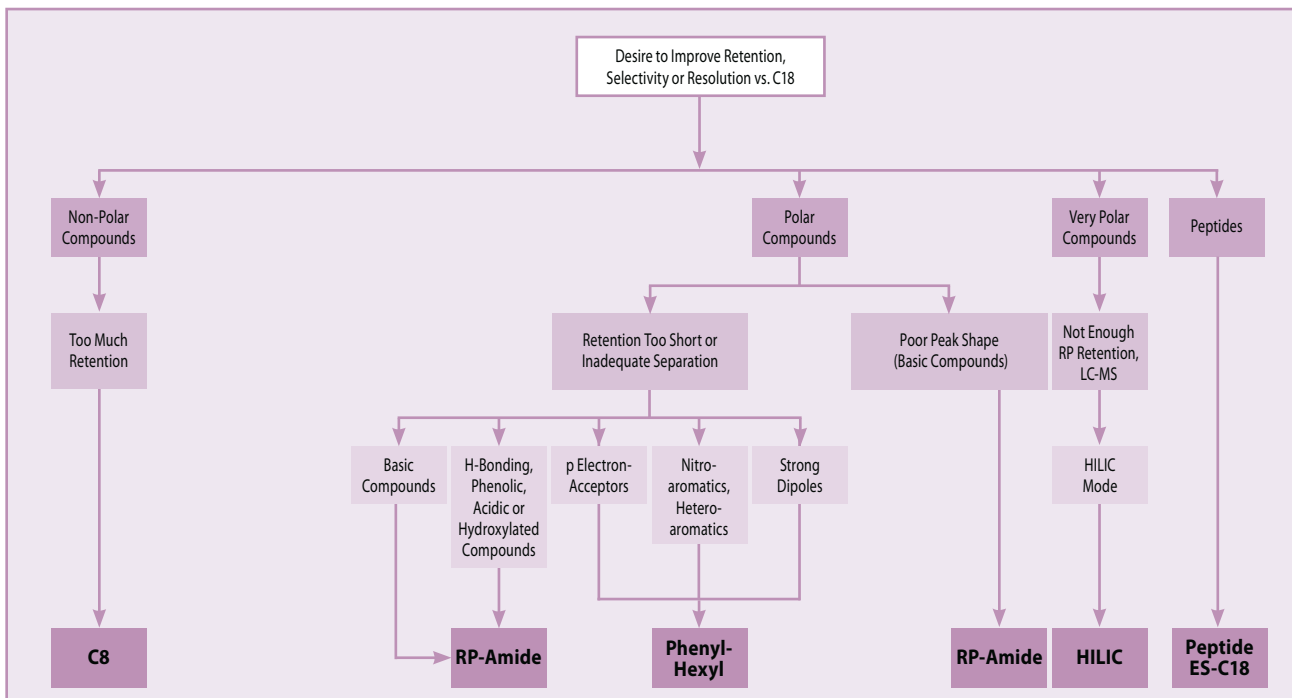 Desire to Improve Retention,
Selectivity or Resolution vs. C18
Non-Polar
Compounds
Polar
Compounds
Very Polar
Compounds
Peptides
Too Much
Retention
Retention Too Short or
Inadequate Separation
Poor Peak Shape
(Basic Compounds)
Not Enough
RP Retention,
LC-MS
Basic
Compounds
H-Bonding,
Phenolic,
Acidic or
Hydroxylated
Compounds
p Electron-
Acceptors
Nitro-
aromatics,
Hetero-
aromatics
Strong
Dipoles
HILIC
Mode
C8
RP-Amide
Phenyl-
Hexyl
RP-Amide
HILIC
Peptide
ES-C18